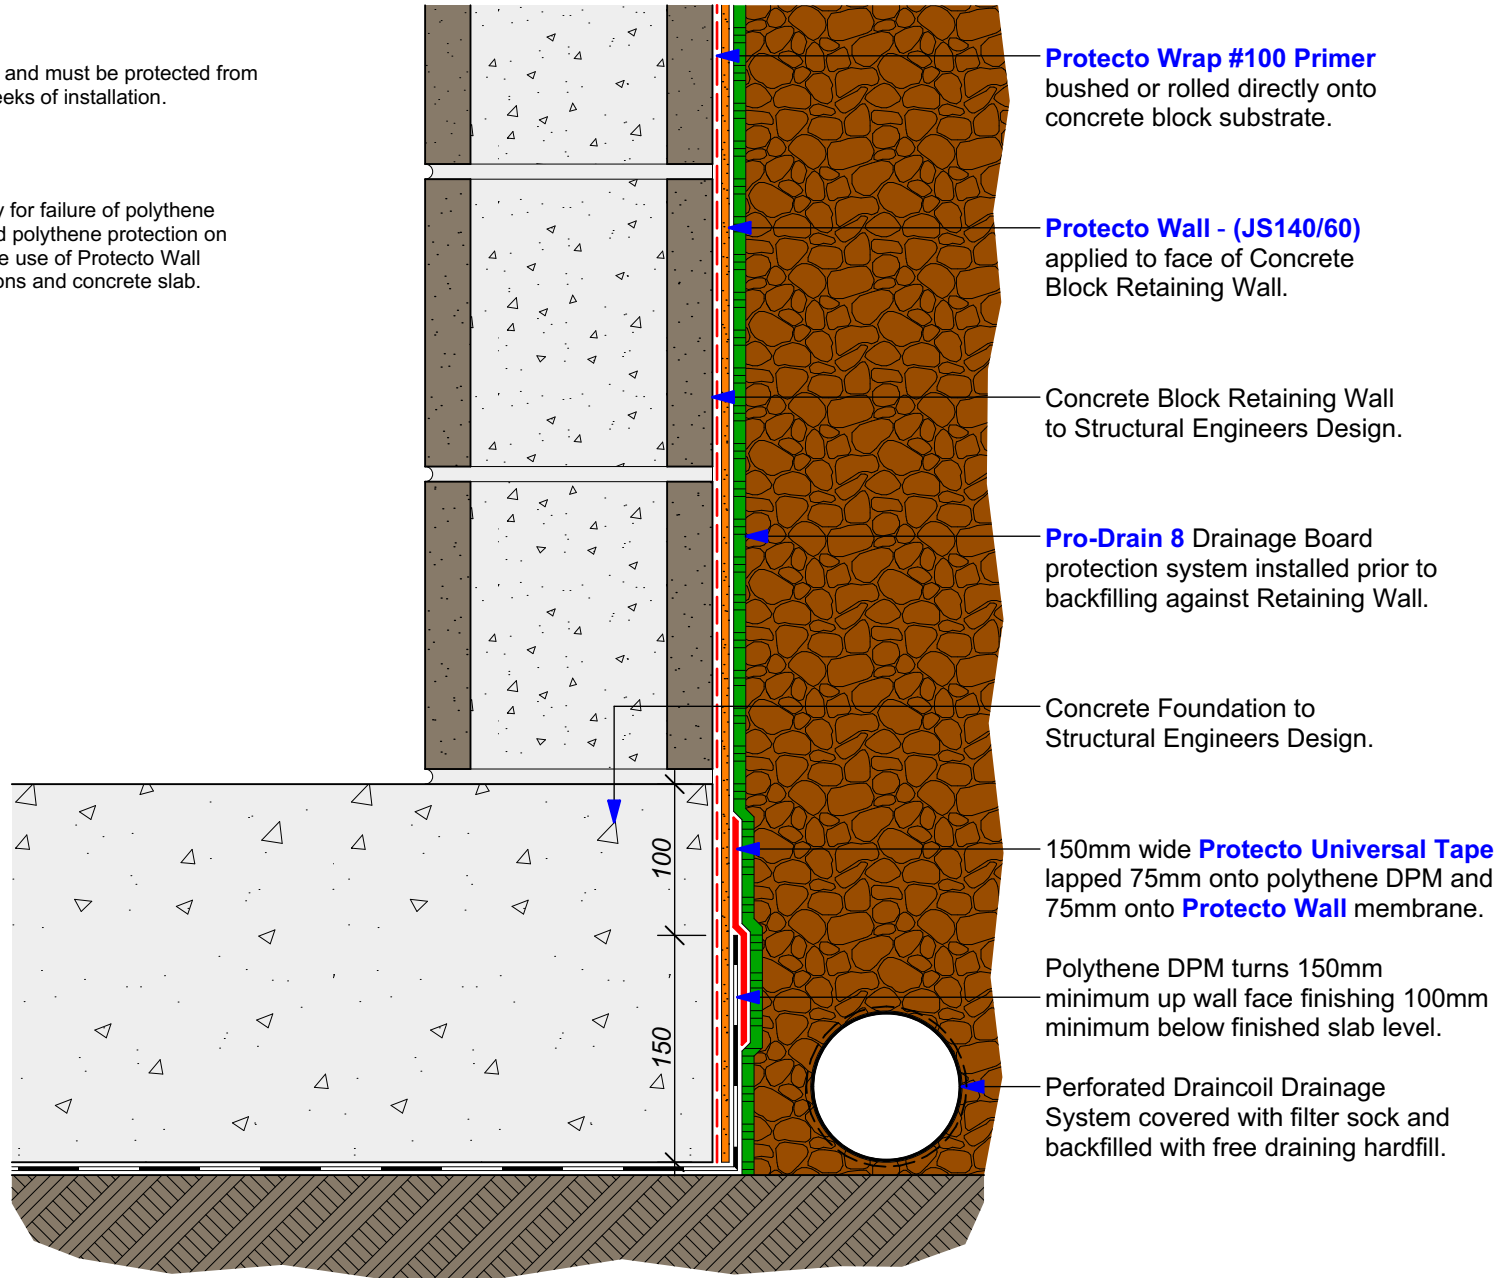 and must be protected from
eeks of installation.
y for failure of polythene
d polythene protection on
e use of Protecto Wall
ons and concrete slab.
Protecto Wrap #100 Primer
bushed or rolled directly onto
concrete block substrate.
Protecto Wall - (JS140/60)
applied to face of Concrete
Block Retaining Wall.
Concrete Block Retaining Wall
to Structural Engineers Design.
Pro-Drain 8 Drainage Board
protection system installed prior to
backfilling against Retaining Wall.
Concrete Foundation to
Structural Engineers Design.
100
150mm wide Protecto Universal Tape
lapped 75mm onto polythene DPM and
75mm onto Protecto Wall membrane.
150
Polythene DPM turns 150mm
minimum up wall face finishing 100mm
minimum below finished slab level.
Perforated Draincoil Drainage
System covered with filter sock and
backfilled with free draining hardfill.